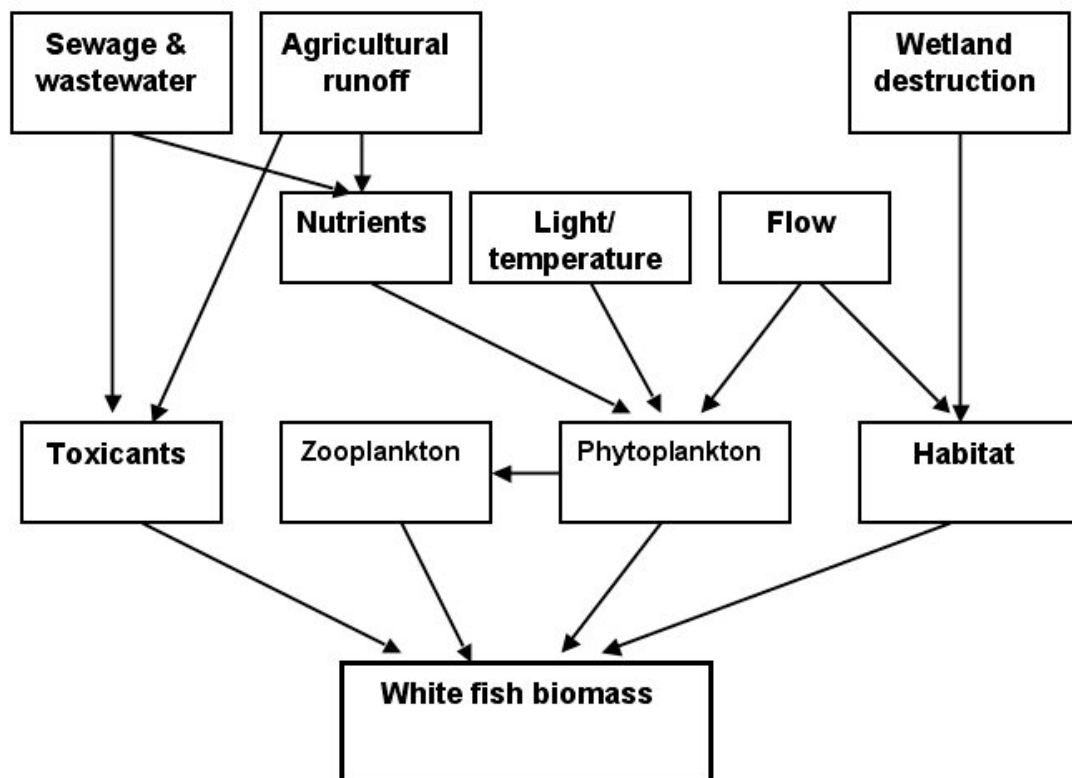 Sewage &
wastewater
Agricultural
runoff
Wetland
destruction
Nutrients
Light/
temperature
Flow
Toxicants
Zooplankton
Phytoplankton
Habitat
White fish biomass